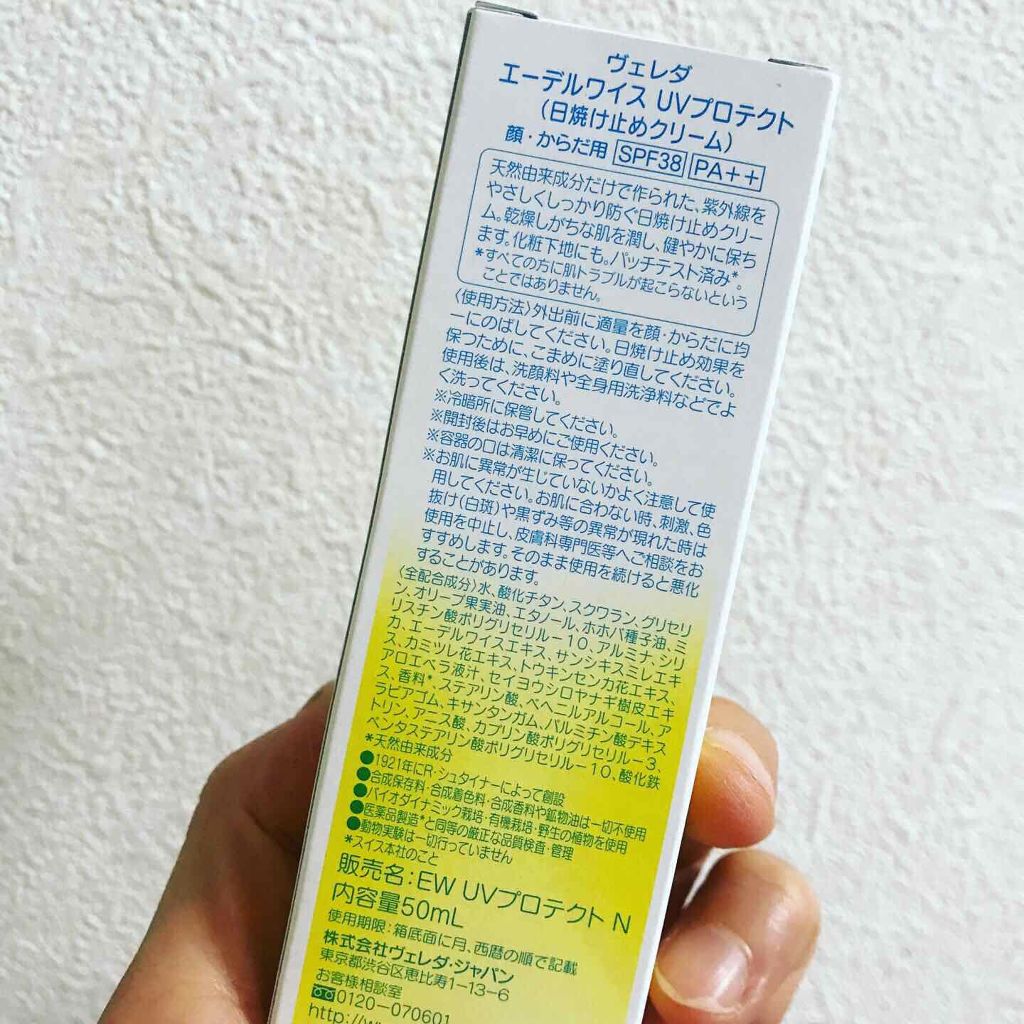 ヴェレダ
エーデルワイス UVプロテクト
(日焼け止めクリーム)
顔・からだ用 SPF38 PA++
天然由来成分だけで作られた、紫外線を
やさしくしっかり防ぐ日焼け止めクリー
ム。乾燥しがちな肌を潤し、健やかに保ち
ます。化粧下地にも。パッチテスト済み*。
*すべての方に肌トラブルが起こらないという
ことではありません。
〈使用方法〉外出前に適量を顔・からだに均
一にのばしてください。日焼け止め効果を
保つために、こまめに塗り直してください。
使用後は、洗顔料や全身用洗浄料などでよ
く洗ってください。
※冷暗所に保管してください。
※開封後はお早めにご使用ください。
※容器の口は清潔に保ってください。
※お肌に異常が生じていないかよく注意して使
用してください。お肌に合わない時、刺激、色
抜け(白斑)や黒ずみ等の異常が現れた時は
使用を中止し、皮膚科専門医等へご相談をお
すすめします。そのまま使用を続けると悪化
することがあります。
〈全配合成分〉水、酸化チタン、スクワラン、グリセリ
ン、オリーブ果実油、エタノール、ホホバ種子油、ミ
リスチン酸ポリグリセリル-10、アルミナ、シリ
カ、エーデルワイスエキス、サンシキスミレエキ
ス、カミツレ花エキス、トウキンセンカ花エキス、
アロエベラ液汁、セイヨウシロヤナギ樹皮エキ
ス、香料*、ステアリン酸、ベヘニルアルコール、ア
ラビアゴム、キサンタンガム、パルミチン酸デキス
トリン、アニス酸、カプリン酸ポリグリセリル-3、
ペンタステアリン酸ポリグリセリル-10、酸化鉄
*天然由来成分
●1921年にR・シュタイナーによって創設
●合成保存料・合成着色料・合成香料や鉱物油は一切不使用
●バイオダイナミック栽培・有機栽培・野生の植物を使用
●医薬品製造*と同等の厳正な品質検査・管理
●動物実験は一切行っていません
*スイス本社のこと
販売名:EW UVプロテクト N
内容量50mL
使用期限:箱底面に月、西暦の順で記載
株式会社ヴェレダ・ジャパン
東京都渋谷区恵比寿1-13-6
お客様相談室
0120-070601